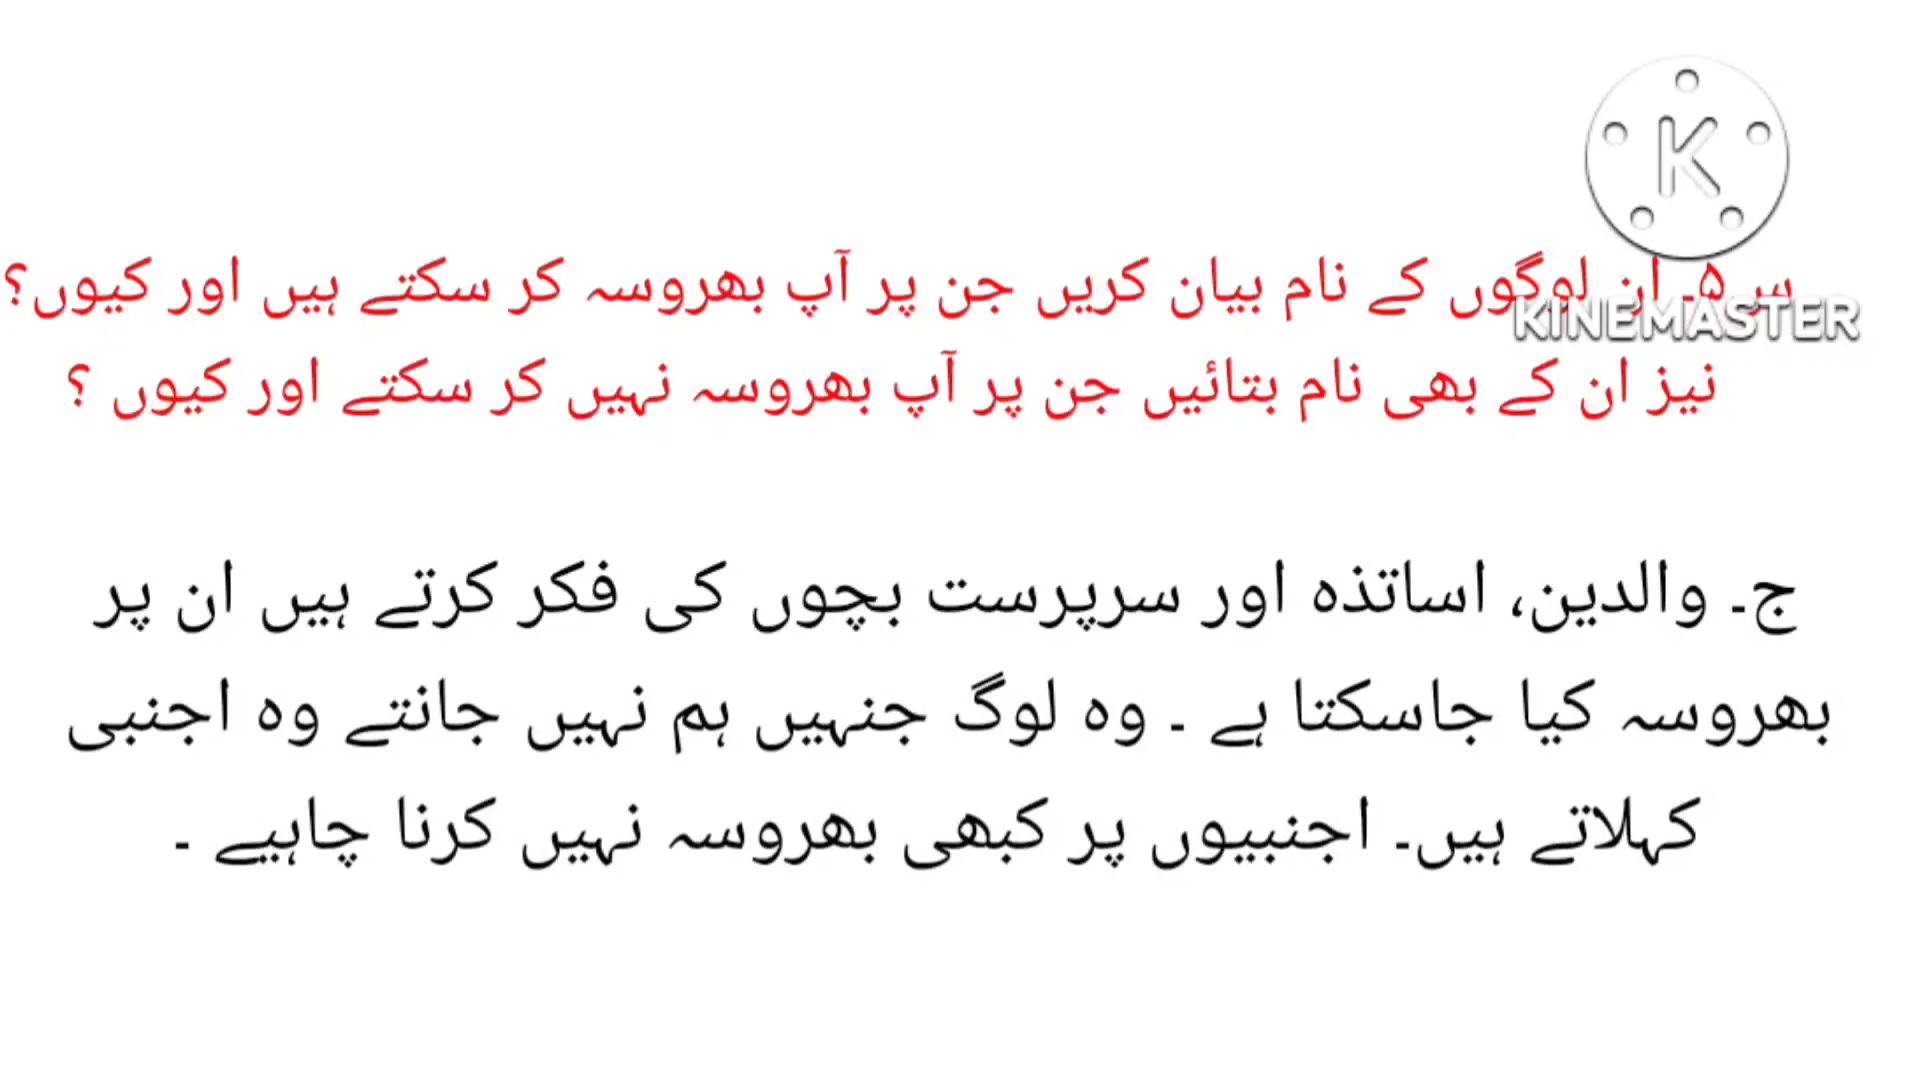 K
KINEMASTER
س ۵۔ ان لوگوں کے نام بیان کریں جن پر آپ بھروسہ کر سکتے ہیں اور کیوں؟
نیز ان کے بھی نام بتائیں جن پر آپ بھروسہ نہیں کر سکتے اور کیوں ؟
ج۔ والدین، اساتذہ اور سرپرست بچوں کی فکر کرتے ہیں ان پر
بھروسہ کیا جاسکتا ہے ۔ وہ لوگ جنہیں ہم نہیں جانتے وہ اجنبی
کہلاتے ہیں۔ اجنبیوں پر کبھی بھروسہ نہیں کرنا چاہیے ۔